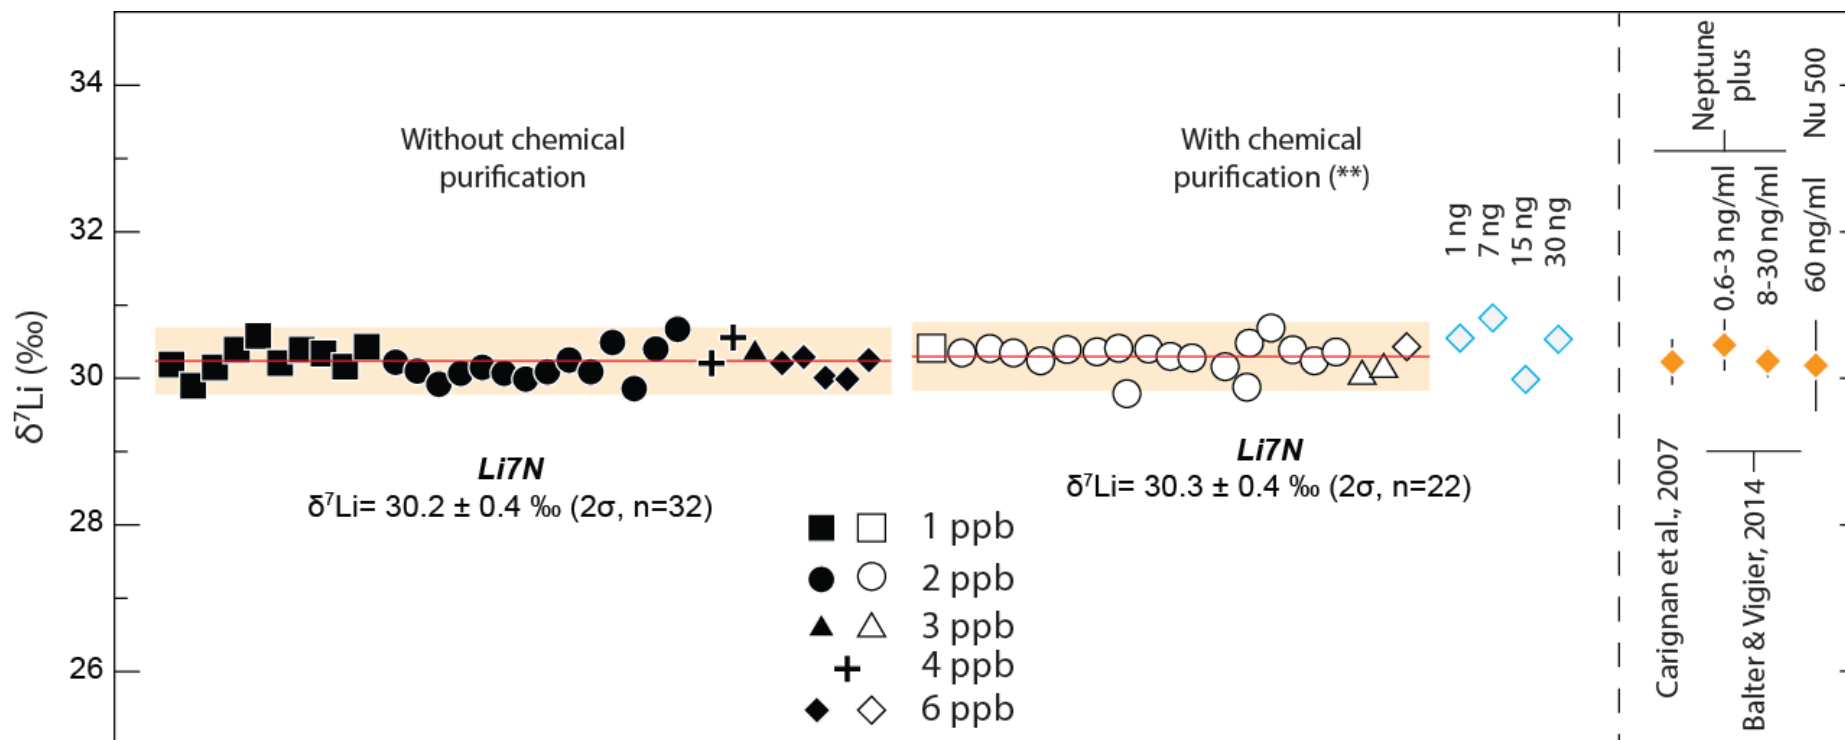 34
32
30
28
26
δ⁷Li (‰)
Without chemical
purification
With chemical
purification (**)
1 ng
7 ng
15 ng
30 ng
Neptune
plus
Nu 500
0.6-3 ng/ml
8-30 ng/ml
60 ng/ml
Li7N
δ⁷Li= 30.2 ± 0.4 ‰ (2σ, n=32)
Li7N
δ⁷Li= 30.3 ± 0.4 ‰ (2σ, n=22)
1 ppb
2 ppb
3 ppb
4 ppb
6 ppb
Carignan et al., 2007
Balter & Vigier, 2014